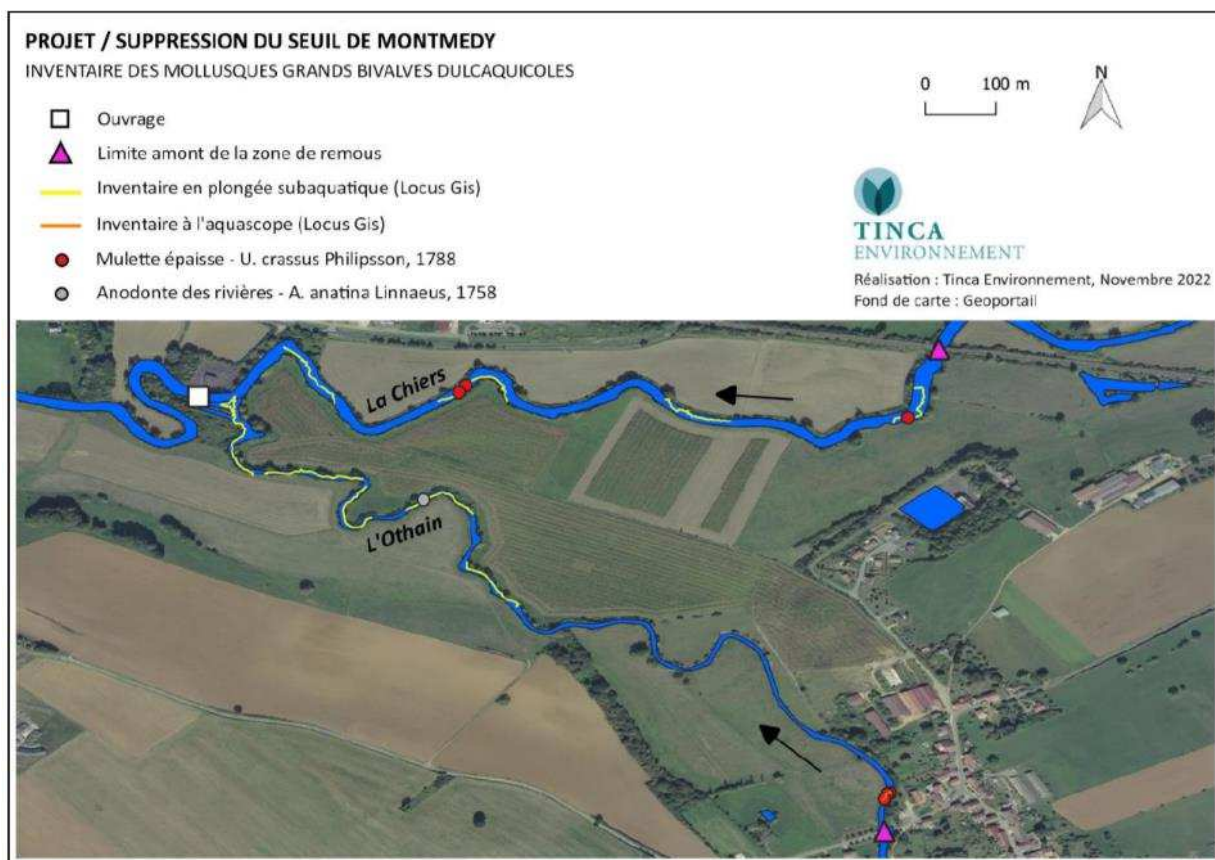 PROJET / SUPPRESSION DU SEUIL DE MONTMEDY
INVENTAIRE DES MOLLUSQUES GRANDS BIVALVES DULCAQUICOLES
Ouvrage
Limite amont de la zone de remous
Inventaire en plongée subaquatique (Locus Gis)
Inventaire à l'aquascope (Locus Gis)
Mulette épaisse - U. crassus Philipsson, 1788
Anodonte des rivières - A. anatina Linnaeus, 1758
0 100 m
N
TINCA
ENVIRONNEMENT
Réalisation : Tinca Environnement, Novembre 2022
Fond de carte : Geoportail
La Chiers
L'Othain